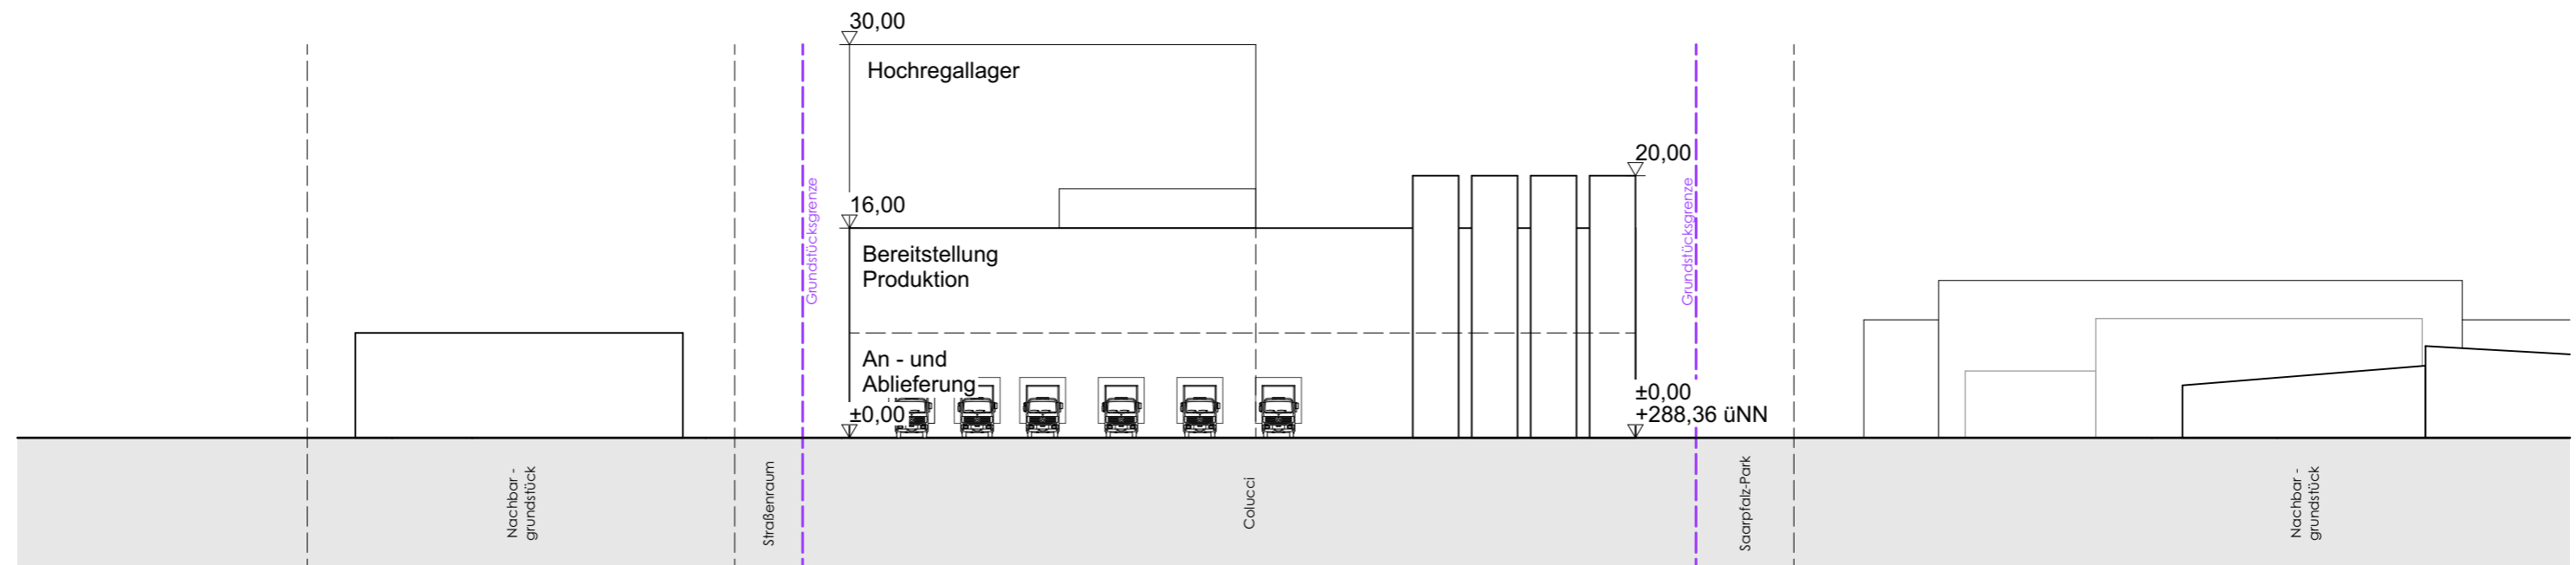 30,00
Hochregallager
20,00
16,00
Grundstücksgrenze
Grundstücksgrenze
Bereitstellung
Produktion
An - und
Ablieferung
±0,00
±0,00
+288,36 üNN
Nachbar -
grundstück
Straßenraum
Colucci
Saarpfalz-Park
Nachbar -
grundstück